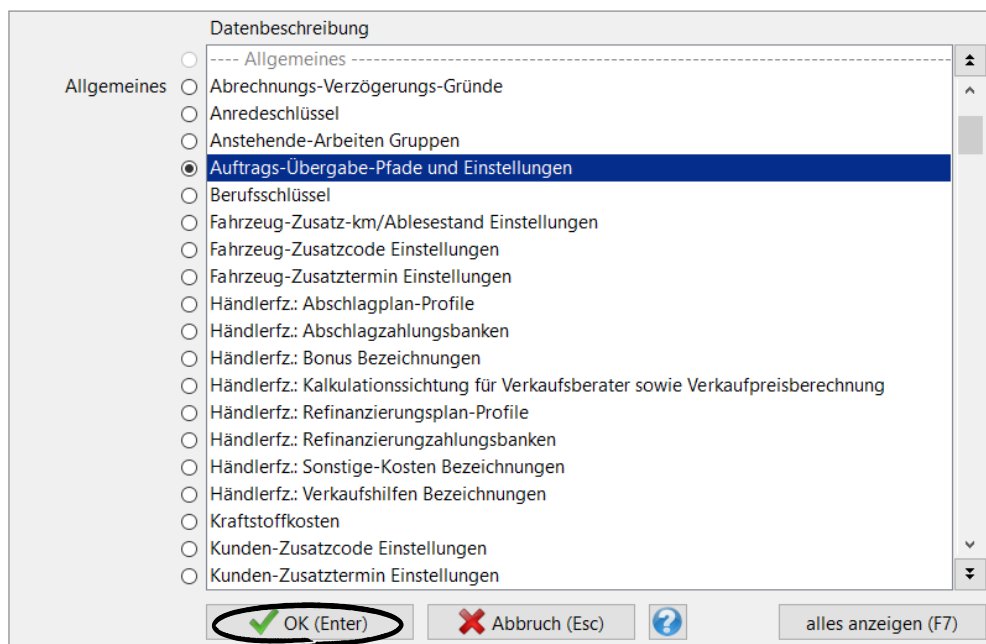 Datenbeschreibung
---- Allgemeines ----------------------------------------------------------------------
Allgemeines Abrechnungs-Verzögerungs-Gründe
Anredeschlüssel
Anstehende-Arbeiten Gruppen
Auftrags-Übergabe-Pfade und Einstellungen
Berufsschlüssel
Fahrzeug-Zusatz-km/Ablesestand Einstellungen
Fahrzeug-Zusatzcode Einstellungen
Fahrzeug-Zusatztermin Einstellungen
Händlerfz.: Abschlagplan-Profile
Händlerfz.: Abschlagzahlungsbanken
Händlerfz.: Bonus Bezeichnungen
Händlerfz.: Kalkulationssichtung für Verkaufsberater sowie Verkaufpreisberechnung
Händlerfz.: Refinanzierungsplan-Profile
Händlerfz.: Refinanzierungzahlungsbanken
Händlerfz.: Sonstige-Kosten Bezeichnungen
Händlerfz.: Verkaufshilfen Bezeichnungen
Kraftstoffkosten
Kunden-Zusatzcode Einstellungen
Kunden-Zusatztermin Einstellungen
OK (Enter) Abbruch (Esc) ? alles anzeigen (F7)